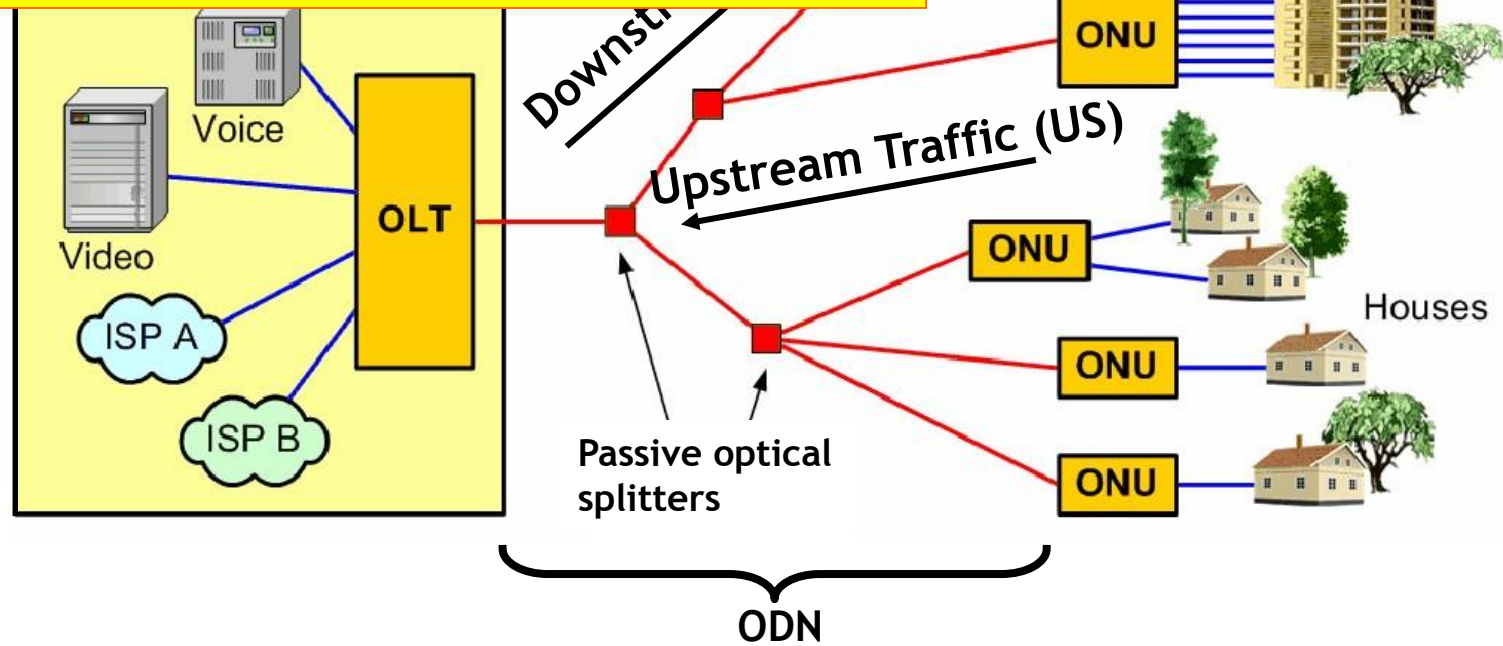 Downst
ONU
Voice
Upstream Traffic (US)
OLT
ONU
Video
Houses
ISP A
ONU
ISP B
Passive optical
splitters
ONU
ODN